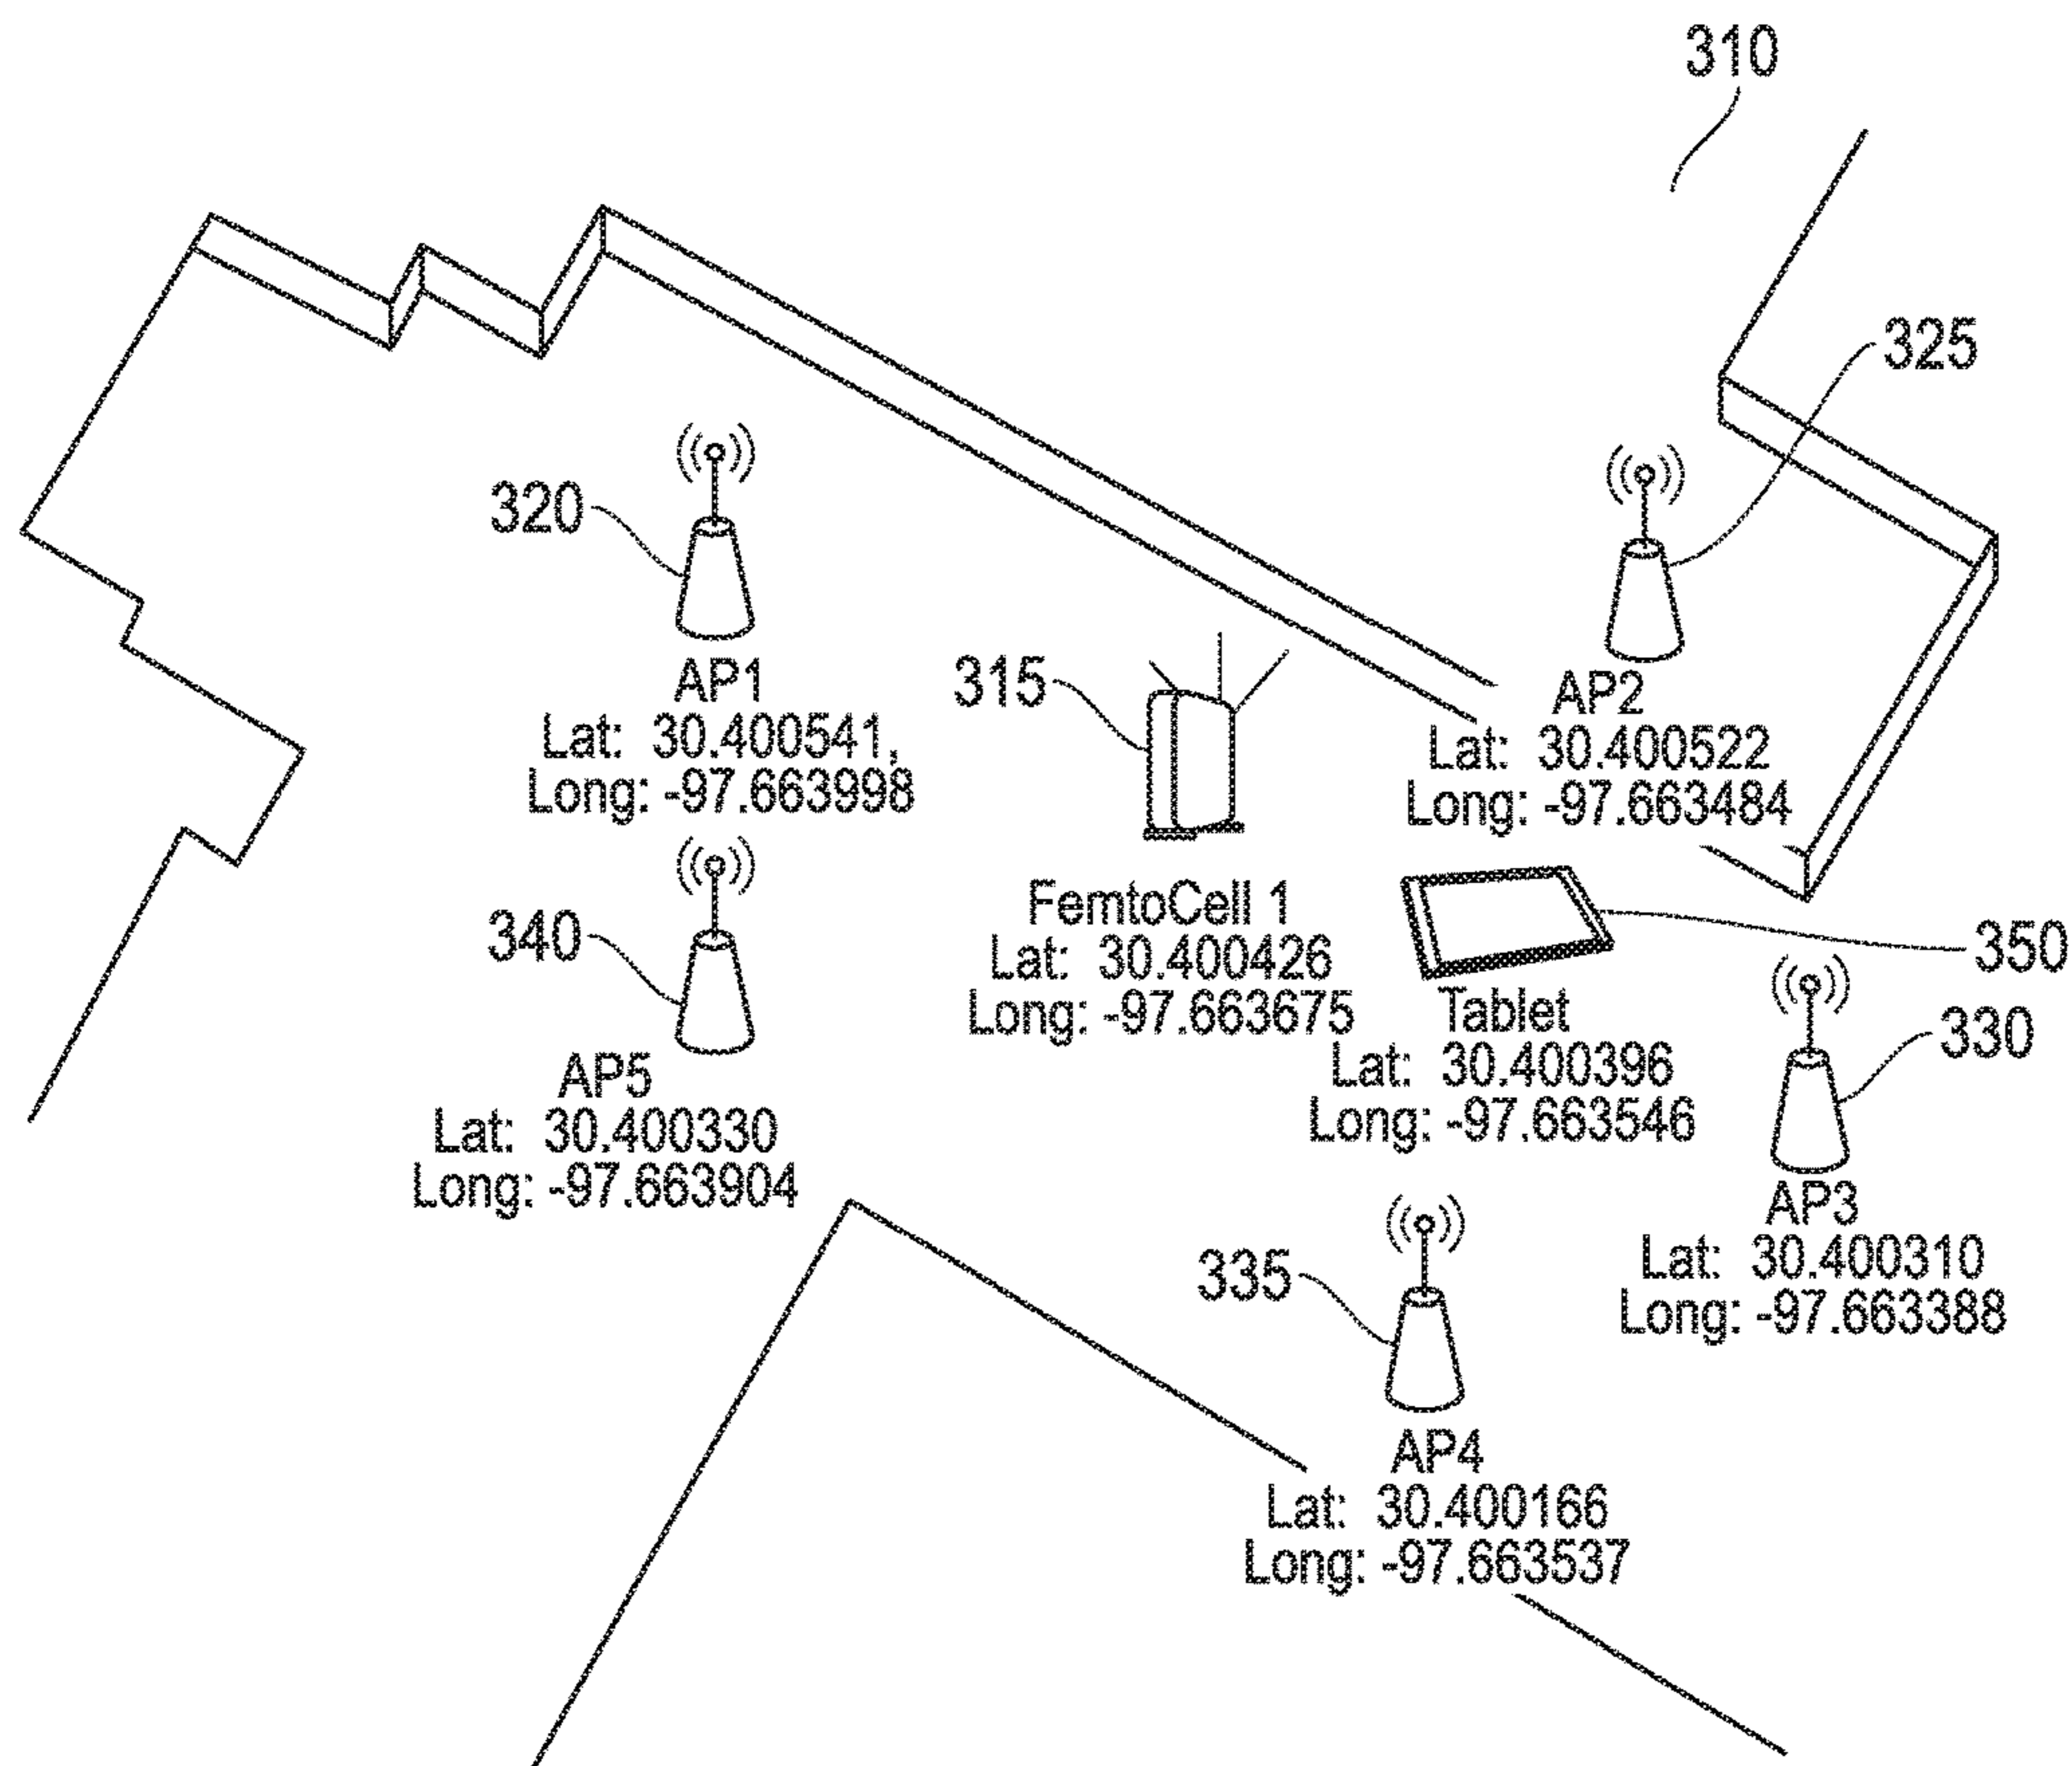 310
325
320
AP1
Lat: 30.400541,
Long: -97.663998
315
AP2
Lat: 30.400522
Long: -97.663484
340
AP5
Lat: 30.400330
Long: -97.663904
FemtoCell 1
Lat: 30.400426
Long: -97.663675
350
Tablet
Lat: 30.400396
Long: -97.663546
330
AP3
Lat: 30.400310
Long: -97.663388
335
AP4
Lat: 30.400166
Long: -97.663537